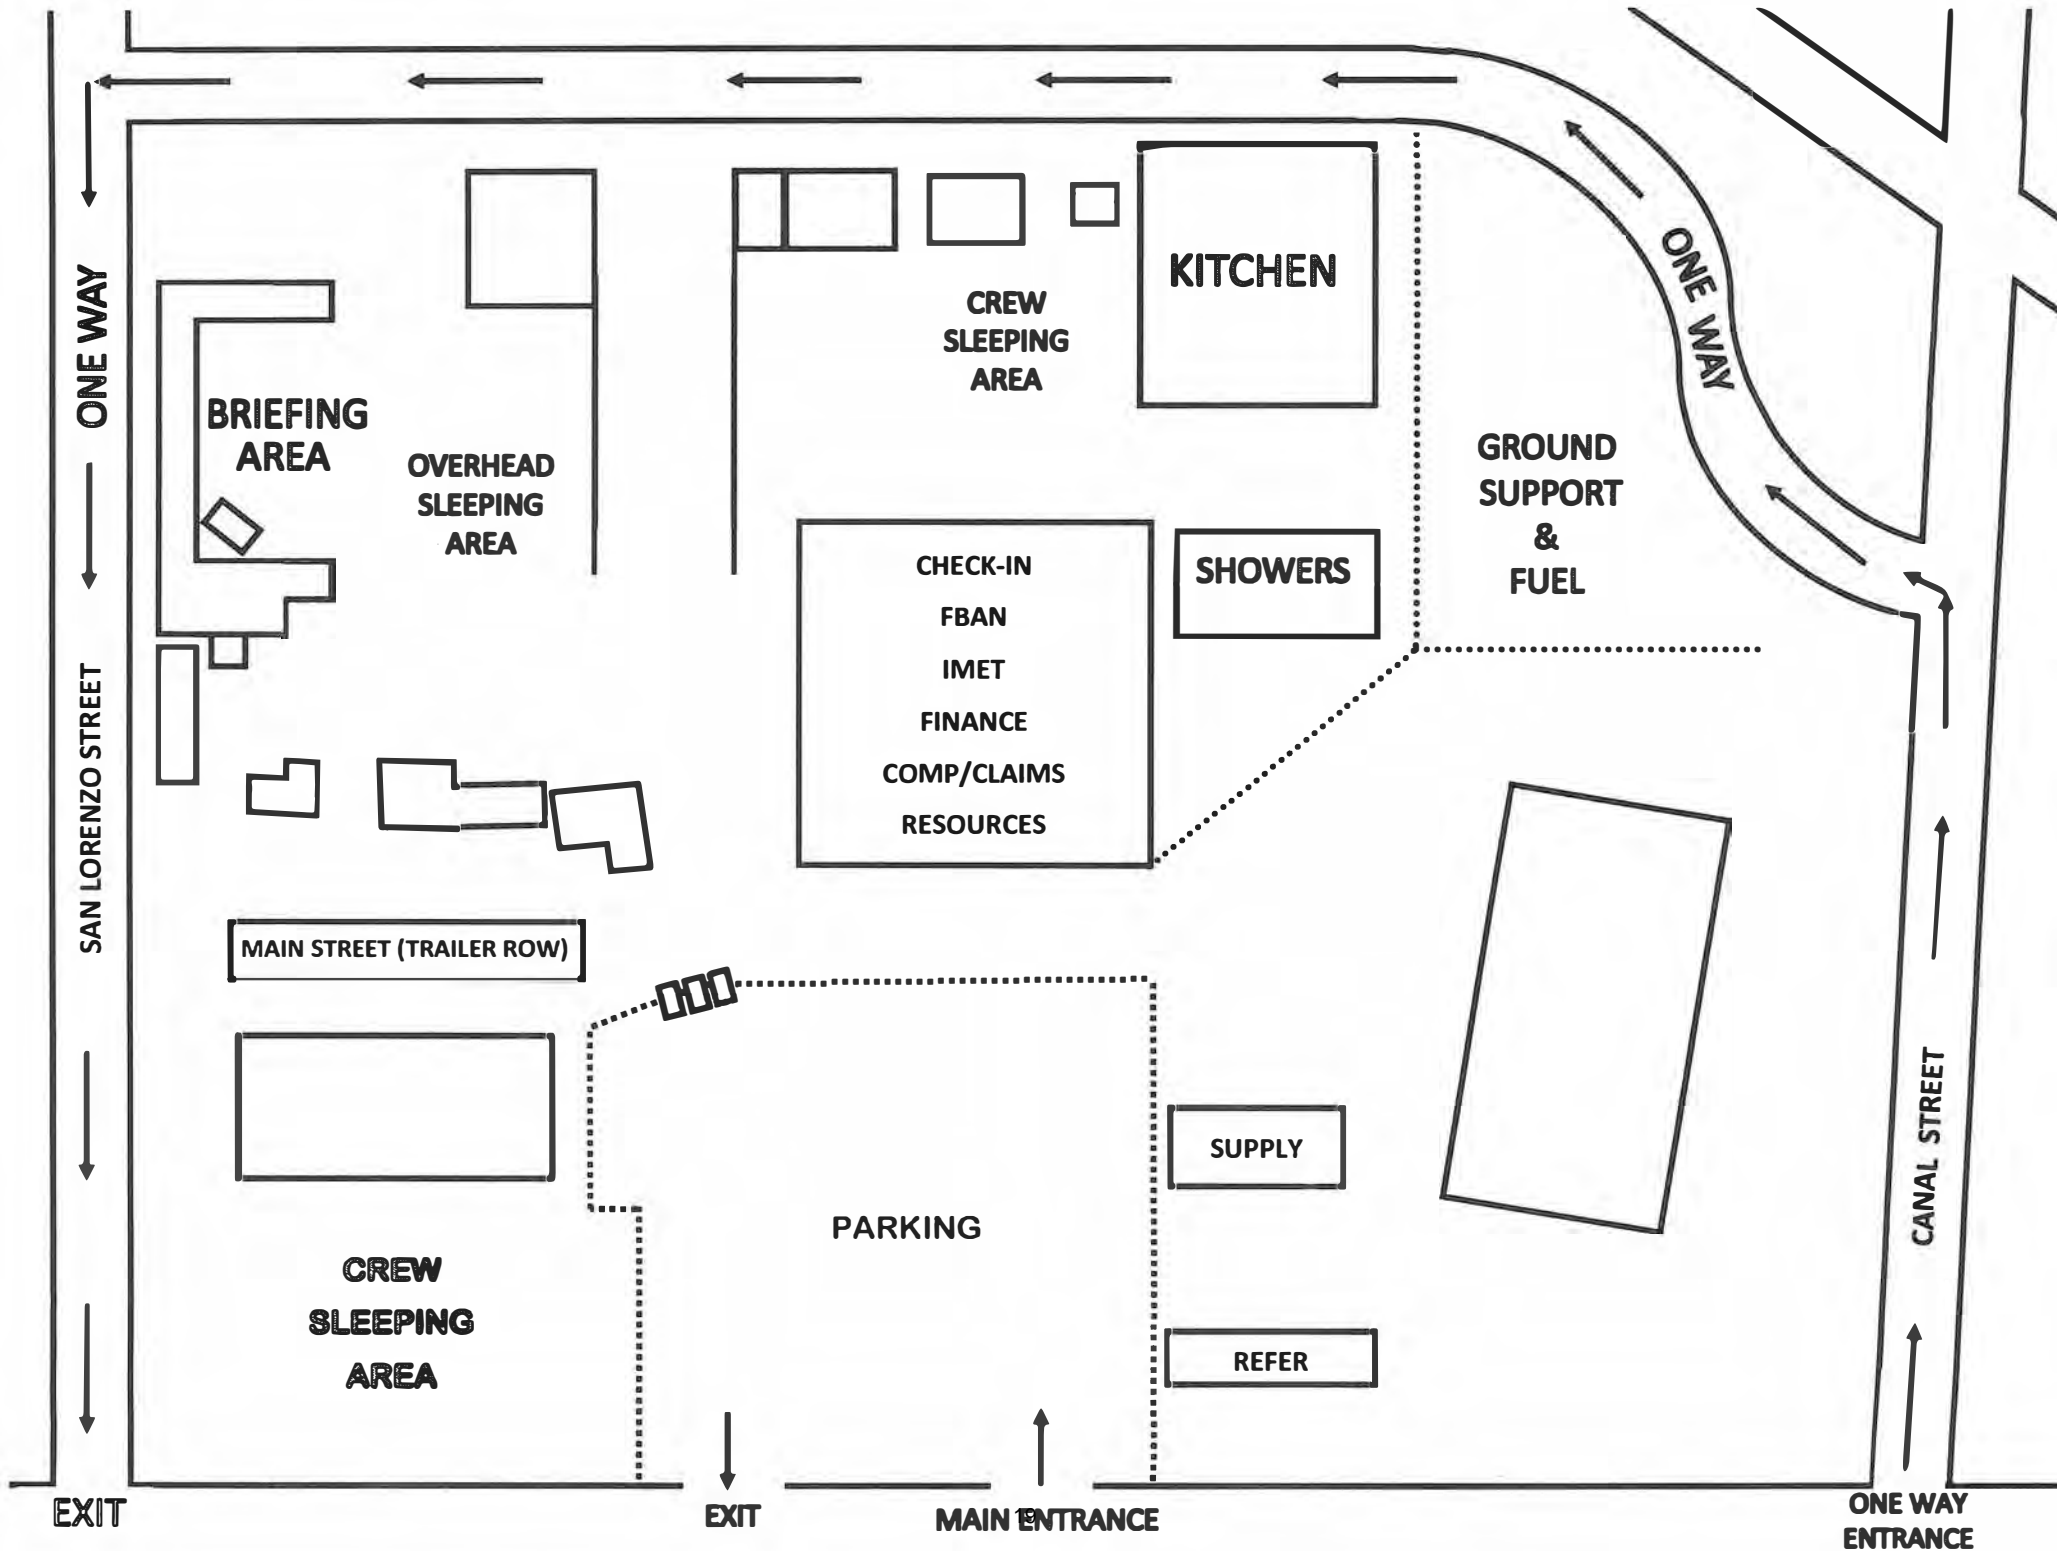 ONE WAY
SAN LORENZO STREET
EXIT
BRIEFING
AREA
OVERHEAD
SLEEPING
AREA
CREW
SLEEPING
AREA
KITCHEN
ONE WAY
GROUND
SUPPORT
&
FUEL
CHECK-IN
FBAN
IMET
FINANCE
COMP/CLAIMS
RESOURCES
SHOWERS
MAIN STREET (TRAILER ROW)
CREW
SLEEPING
AREA
PARKING
SUPPLY
REFER
CANAL STREET
EXIT
MAIN ENTRANCE
19
ONE WAY
ENTRANCE